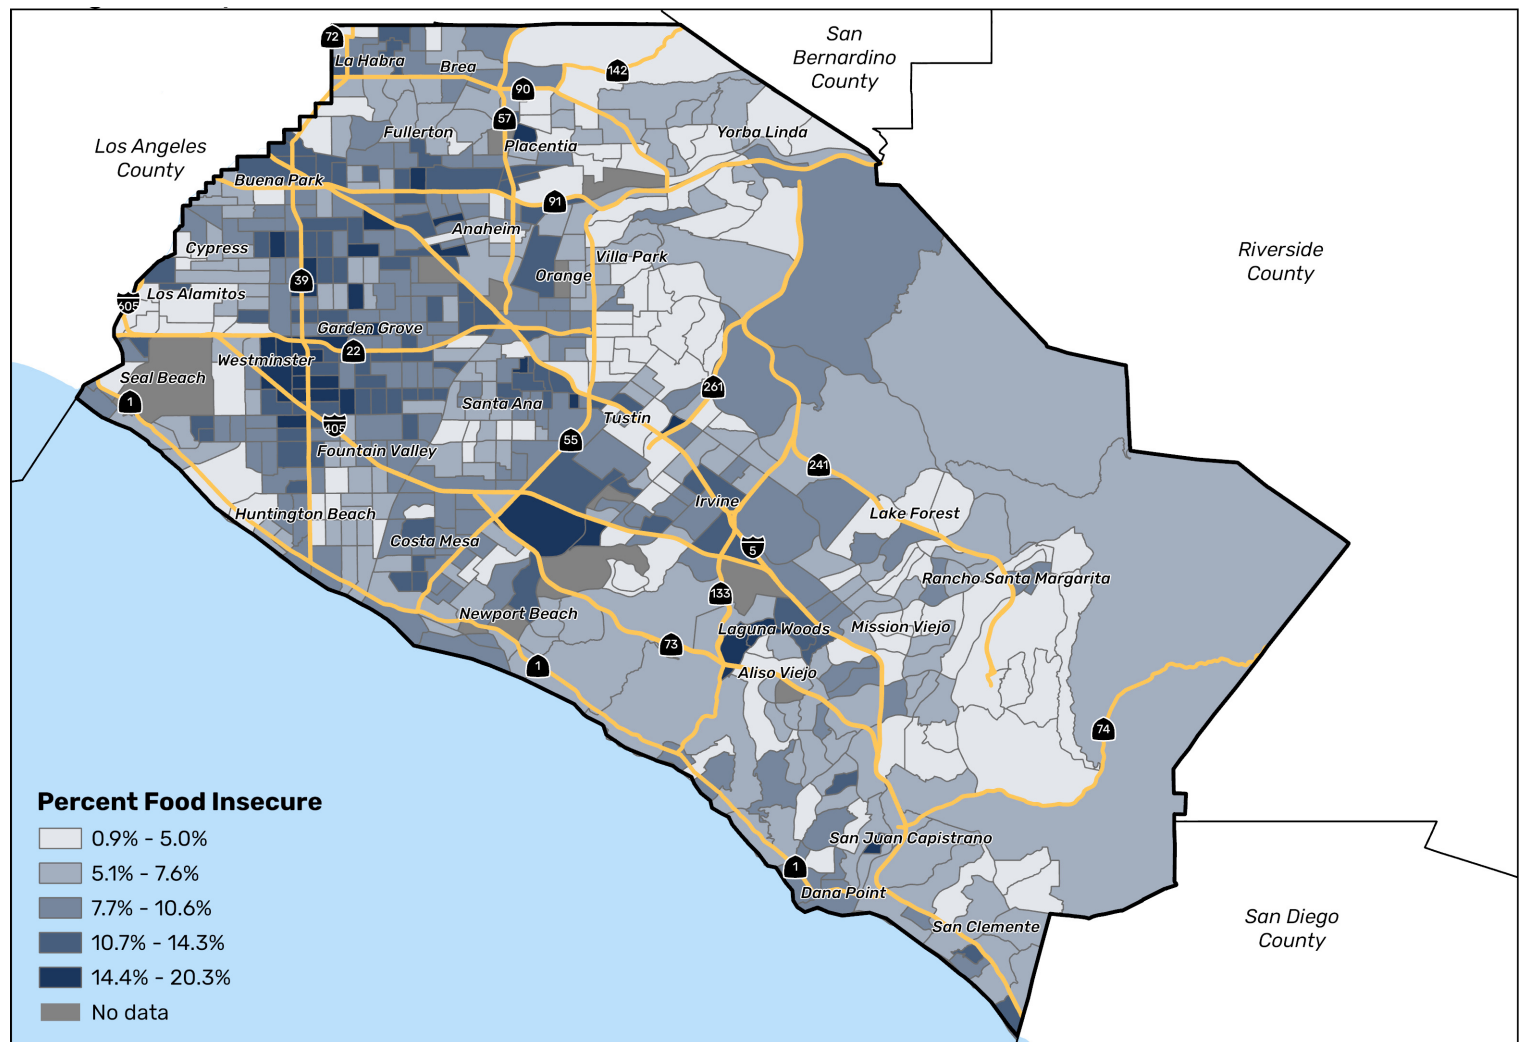 San
Bernardino
County
72
La Habra
Brea
142
90
57
Fullerton
Placentia
Yorba Linda
Los Angeles
County
Buena Park
91
Anaheim
Cypress
Villa Park
Riverside
County
Orange
39
Los Alamitos
605
Garden Grove
22
Westminster
Seal Beach
1
261
Santa Ana
Tustin
405
55
Fountain Valley
241
Irvine
Huntington Beach
Lake Forest
Costa Mesa
5
Rancho Santa Margarita
133
Newport Beach
Laguna Woods
Mission Viejo
73
1
Aliso Viejo
74
Percent Food Insecure
0.9% - 5.0%
5.1% - 7.6%
7.7% - 10.6%
10.7% - 14.3%
14.4% - 20.3%
No data
San Juan Capistrano
1
Dana Point
San Clemente
San Diego
County